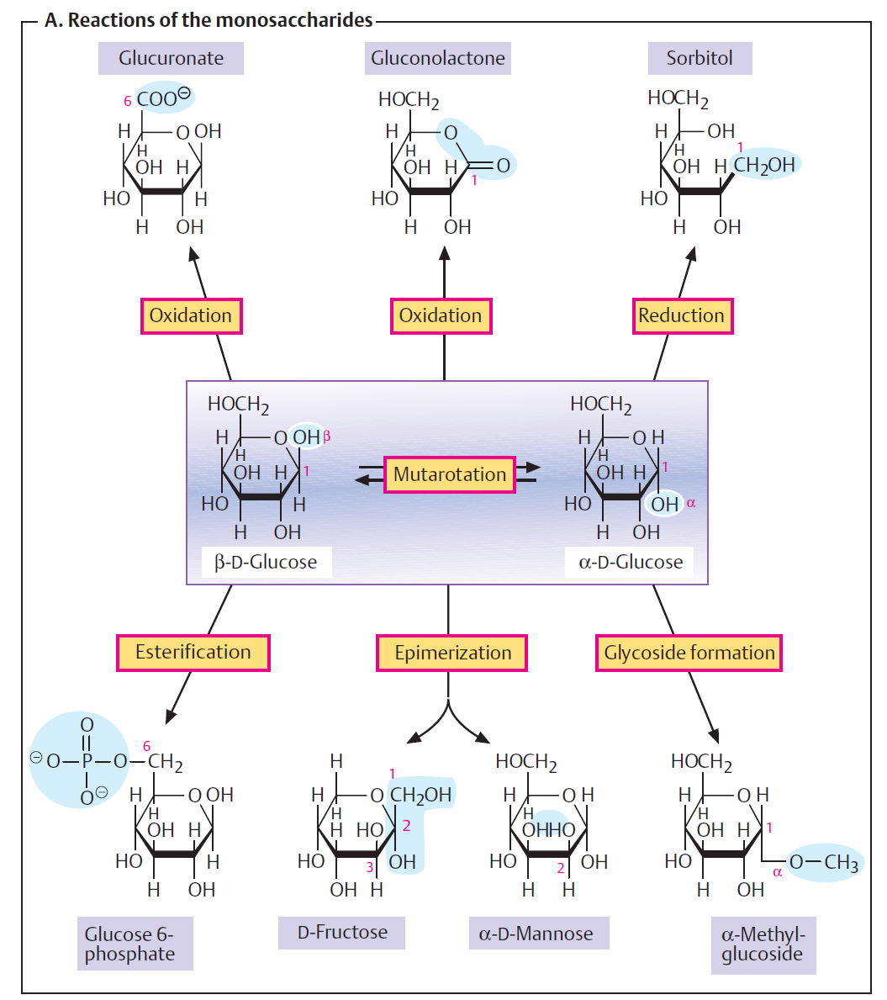 A. Reactions of the monosaccharides
Glucuronate
Gluconolactone
Sorbitol
6 COO⊖
H O OH
H
OH H
HO H
H OH
HOCH2
H O
H
OH H O
1
HO
H OH
HOCH2
H OH
H 1
OH H CH2OH
HO
H OH
Oxidation
Oxidation
Reduction
HOCH2
H O OH β
H
OH H 1
HO H
H OH
β-D-Glucose
Mutarotation
HOCH2
H O H
H
OH H 1
HO OH α
H OH
α-D-Glucose
Esterification
Epimerization
Glycoside formation
O
⊖ O P O 6 CH2
O⊖
H O OH
H
OH H
HO H
H OH
Glucose 6-
phosphate
H
1
H O CH2OH
H
H HO 2
HO 3 OH
OH H
D-Fructose
HOCH2
H O H
H
OH HO
HO 2 OH
H H
α-D-Mannose
HOCH2
H O H
H
OH H 1
HO α O CH3
H OH
α-Methyl-
glucoside